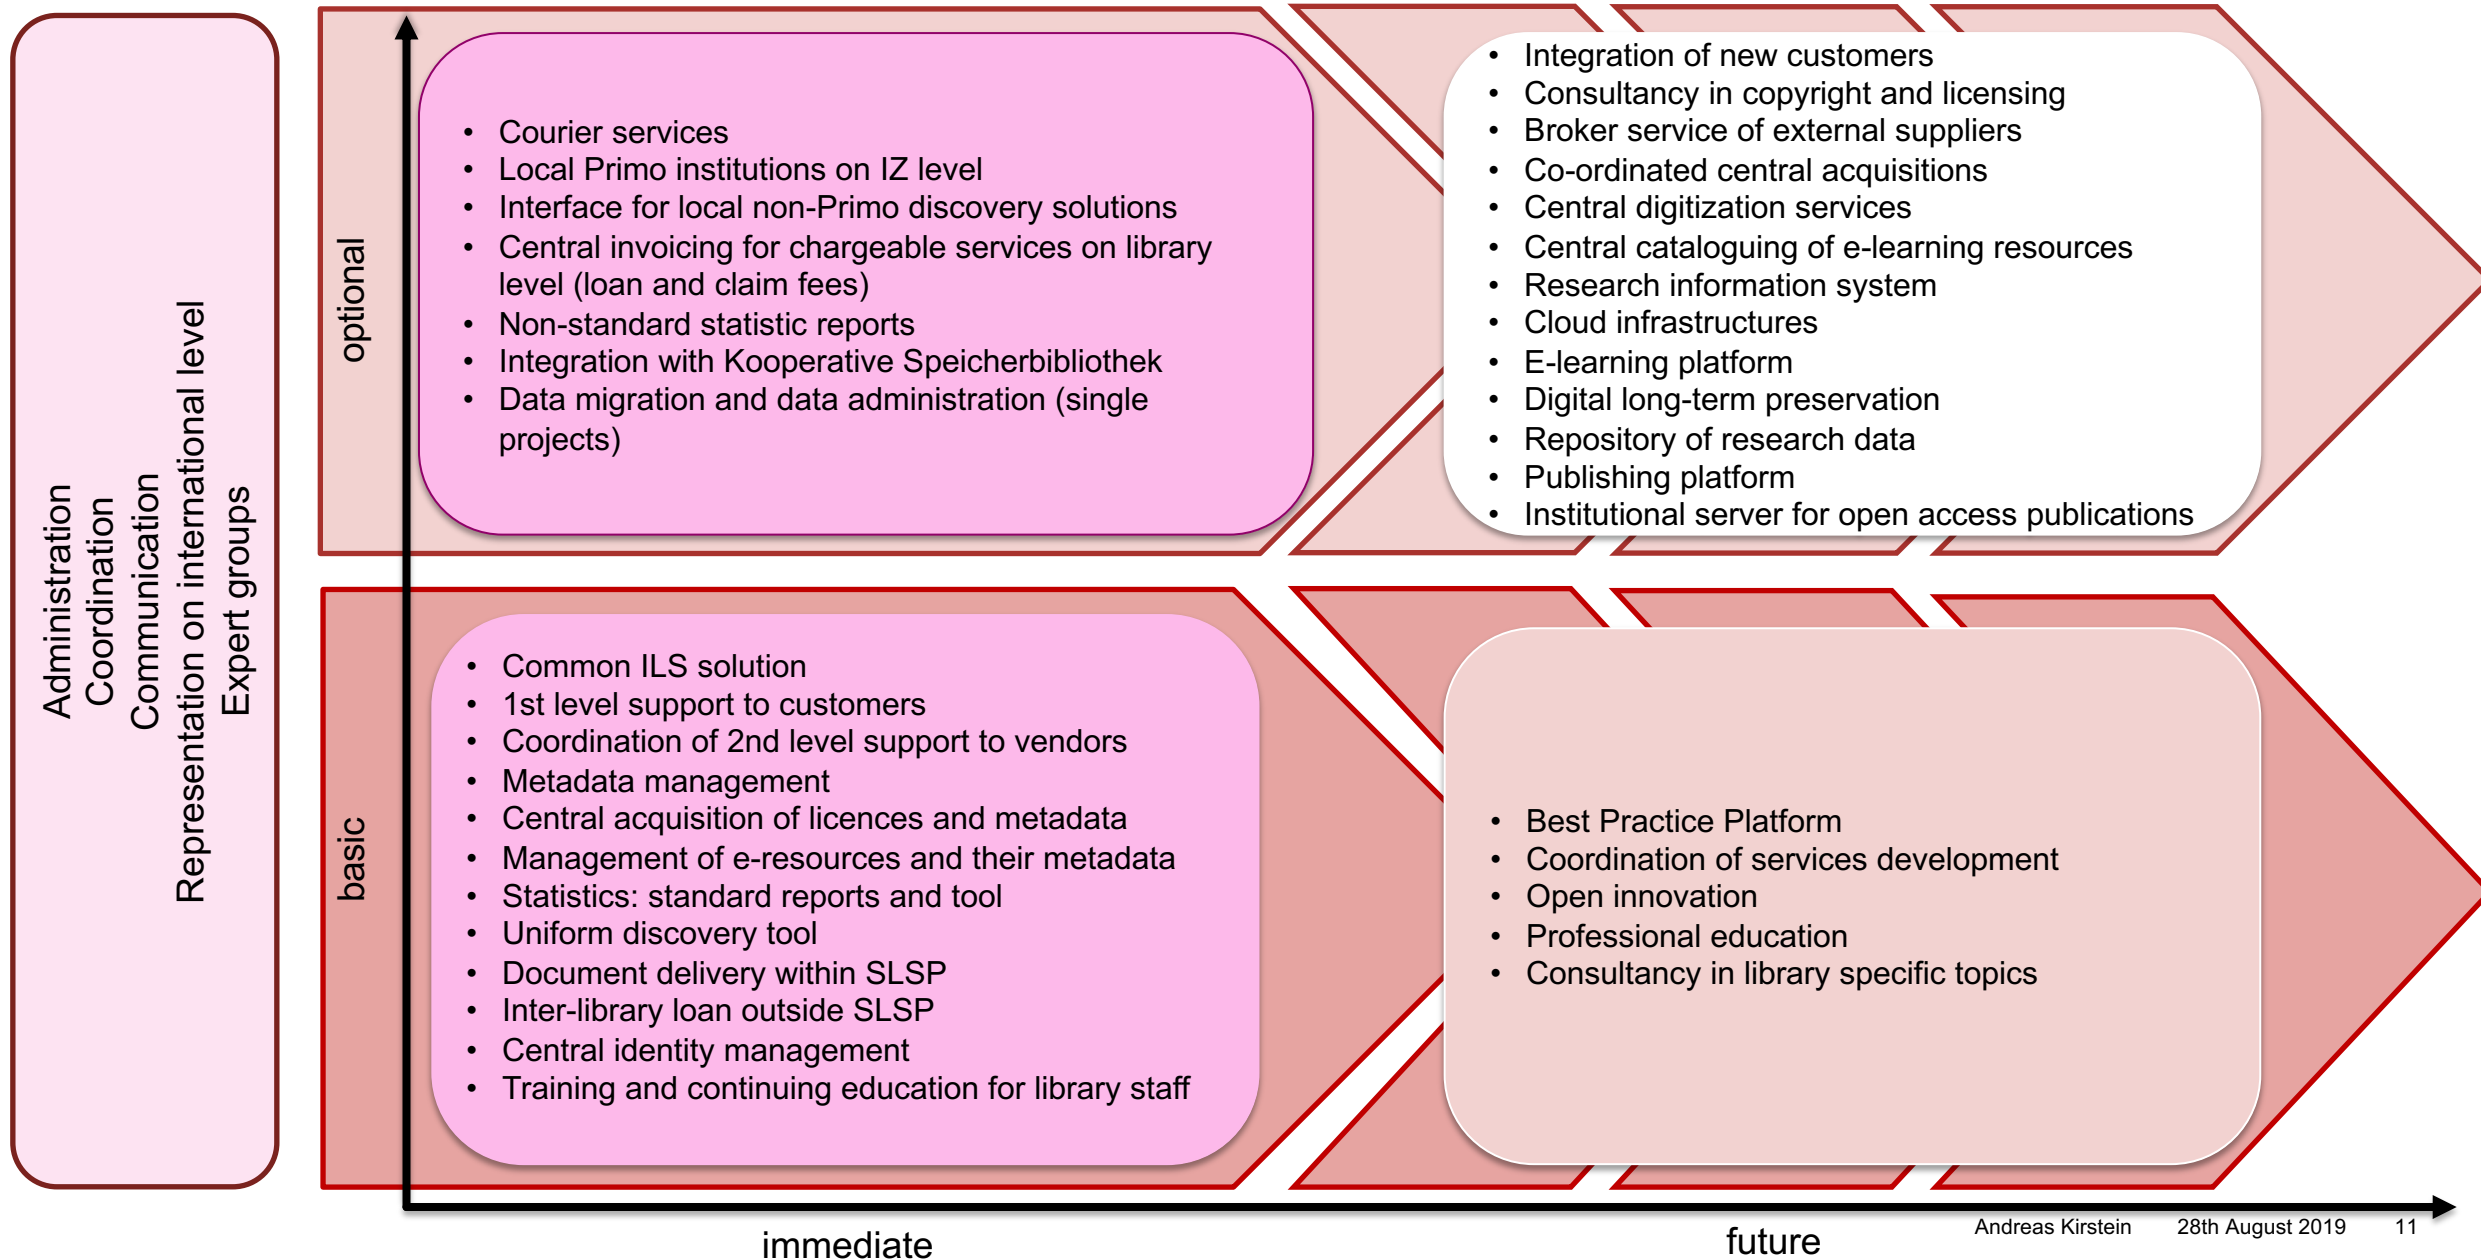 Administration
Coordination
Communication
Representation on international level
Expert groups
optional
• Courier services
• Local Primo institutions on IZ level
• Interface for local non-Primo discovery solutions
• Central invoicing for chargeable services on library
level (loan and claim fees)
• Non-standard statistic reports
• Integration with Kooperative Speicherbibliothek
• Data migration and data administration (single
projects)
• Integration of new customers
• Consultancy in copyright and licensing
• Broker service of external suppliers
• Co-ordinated central acquisitions
• Central digitization services
• Central cataloguing of e-learning resources
• Research information system
• Cloud infrastructures
• E-learning platform
• Digital long-term preservation
• Repository of research data
• Publishing platform
• Institutional server for open access publications
basic
• Common ILS solution
• 1st level support to customers
• Coordination of 2nd level support to vendors
• Metadata management
• Central acquisition of licences and metadata
• Management of e-resources and their metadata
• Statistics: standard reports and tool
• Uniform discovery tool
• Document delivery within SLSP
• Inter-library loan outside SLSP
• Central identity management
• Training and continuing education for library staff
• Best Practice Platform
• Coordination of services development
• Open innovation
• Professional education
• Consultancy in library specific topics
immediate
future
Andreas Kirstein 28th August 2019 11